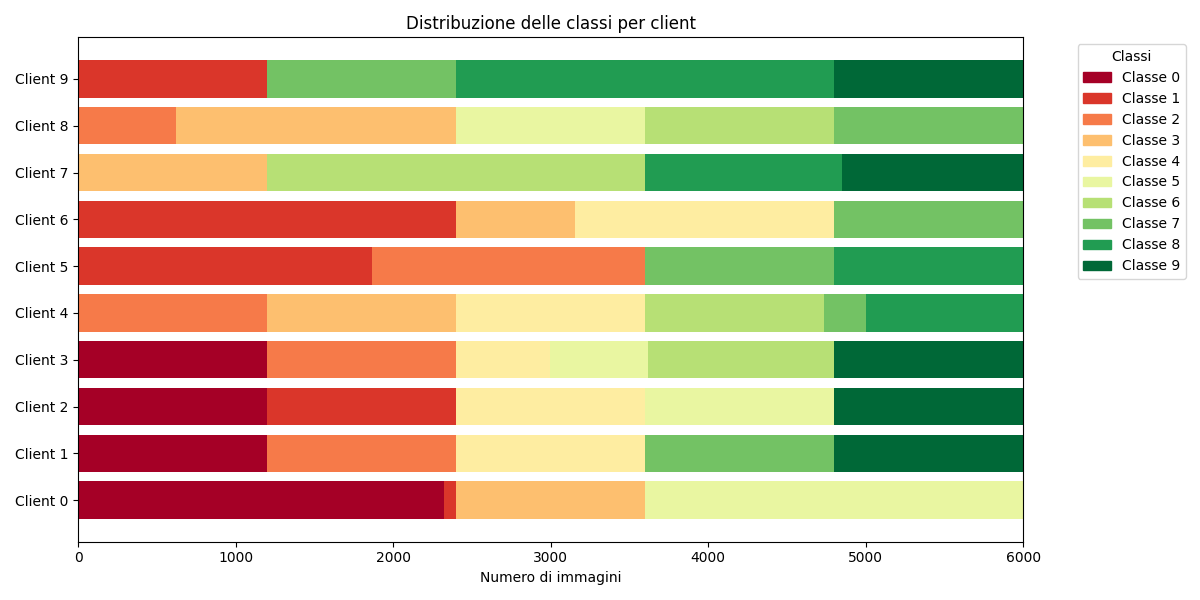 Distribuzione delle classi per client
Client 9
Client 8
Client 7
Client 6
Client 5
Client 4
Client 3
Client 2
Client 1
Client 0
0 1000 2000 3000 4000 5000 6000
Numero di immagini
Classi
Classe 0
Classe 1
Classe 2
Classe 3
Classe 4
Classe 5
Classe 6
Classe 7
Classe 8
Classe 9